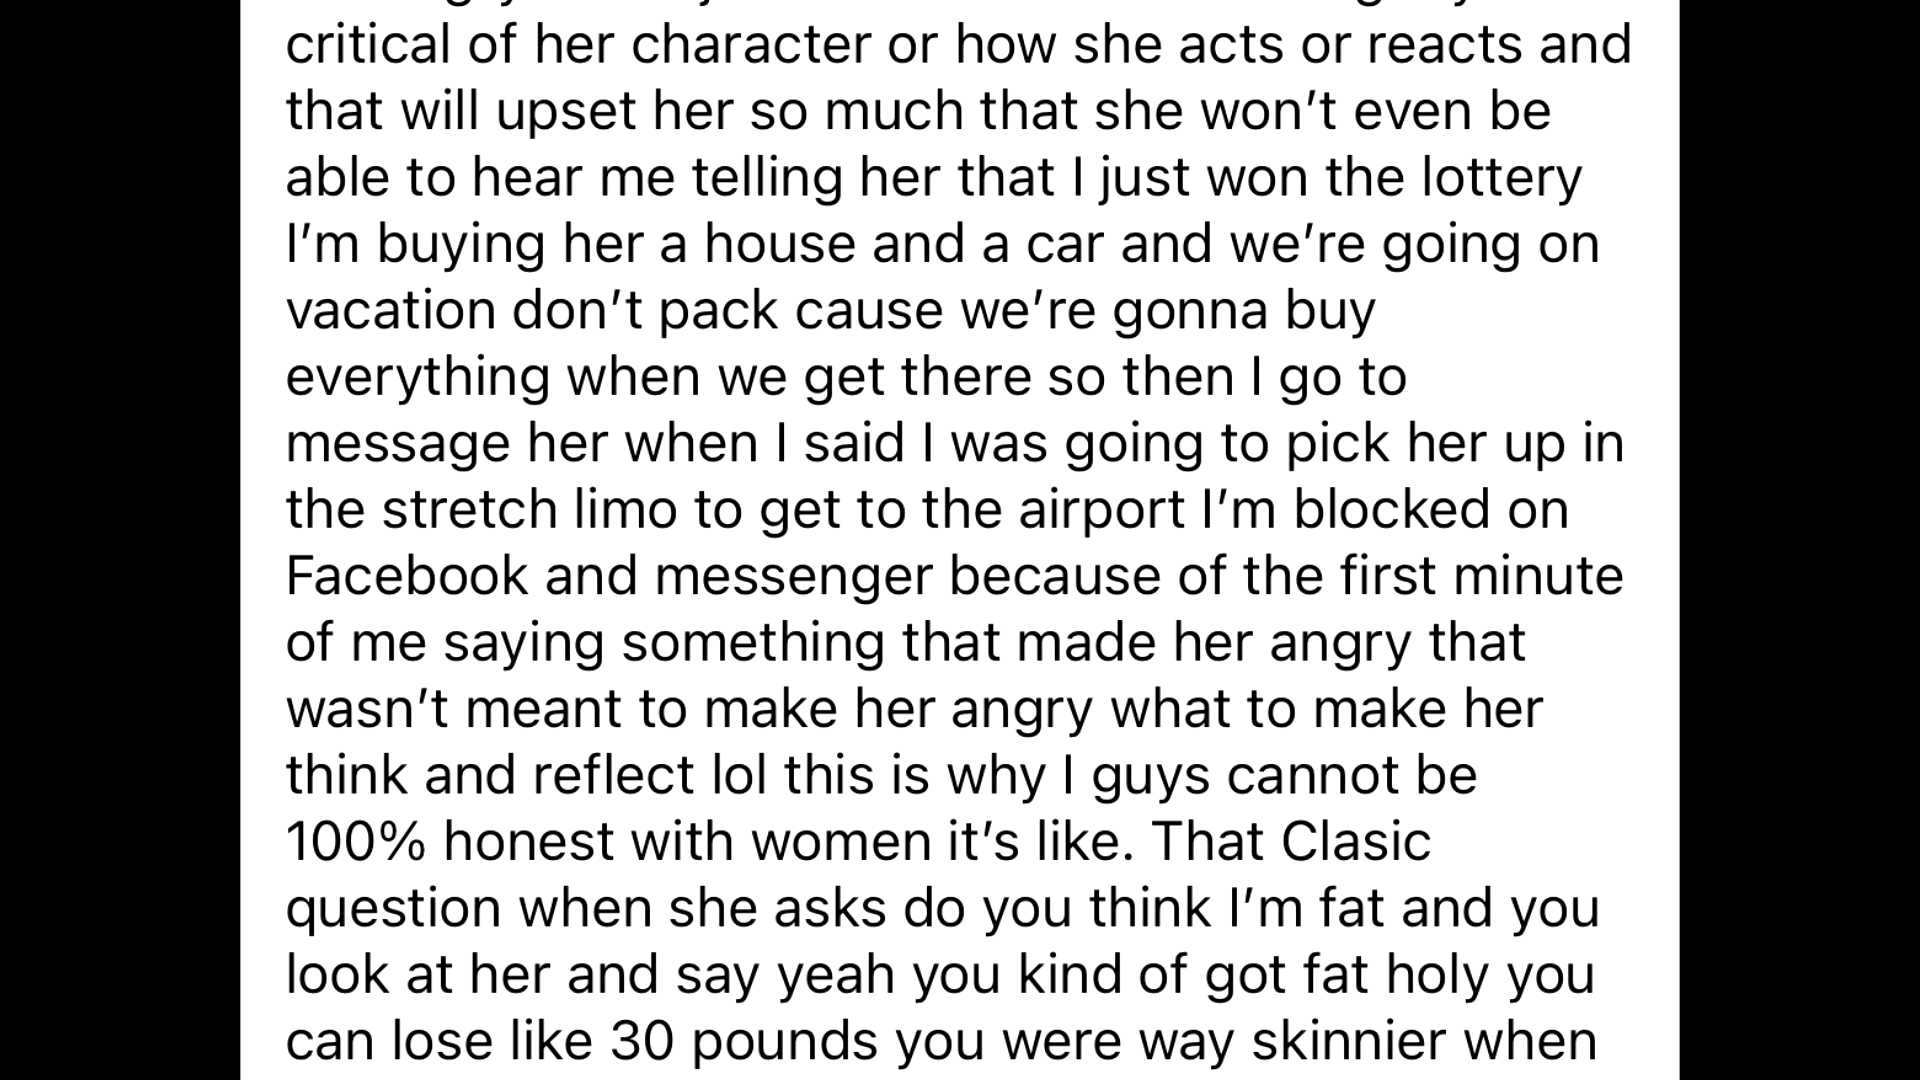 critical of her character or how she acts or reacts and
that will upset her so much that she won’t even be
able to hear me telling her that I just won the lottery
I’m buying her a house and a car and we’re going on
vacation don’t pack cause we’re gonna buy
everything when we get there so then I go to
message her when I said I was going to pick her up in
the stretch limo to get to the airport I’m blocked on
Facebook and messenger because of the first minute
of me saying something that made her angry that
wasn’t meant to make her angry what to make her
think and reflect lol this is why I guys cannot be
100% honest with women it’s like. That Clasic
question when she asks do you think I’m fat and you
look at her and say yeah you kind of got fat holy you
can lose like 30 pounds you were way skinnier when